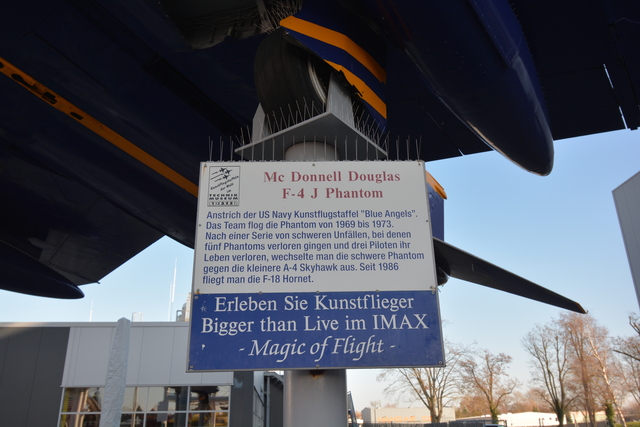 Mc Donnell Douglas
F-4 J Phantom
TECHNIK
MUSEUM
Anstrich der US Navy Kunstflugstaffel "Blue Angels".
Das Team flog die Phantom von 1969 bis 1973.
Nach einer Serie von schweren Unfällen, bei denen
fünf Phantoms verloren gingen und drei Piloten ihr
Leben verloren, wechselte man die schwere Phantom
gegen die kleinere A-4 Skyhawk aus. Seit 1986
fliegt man die F-18 Hornet.
Erleben Sie Kunstflieger
Bigger than Live im IMAX
- Magic of Flight -